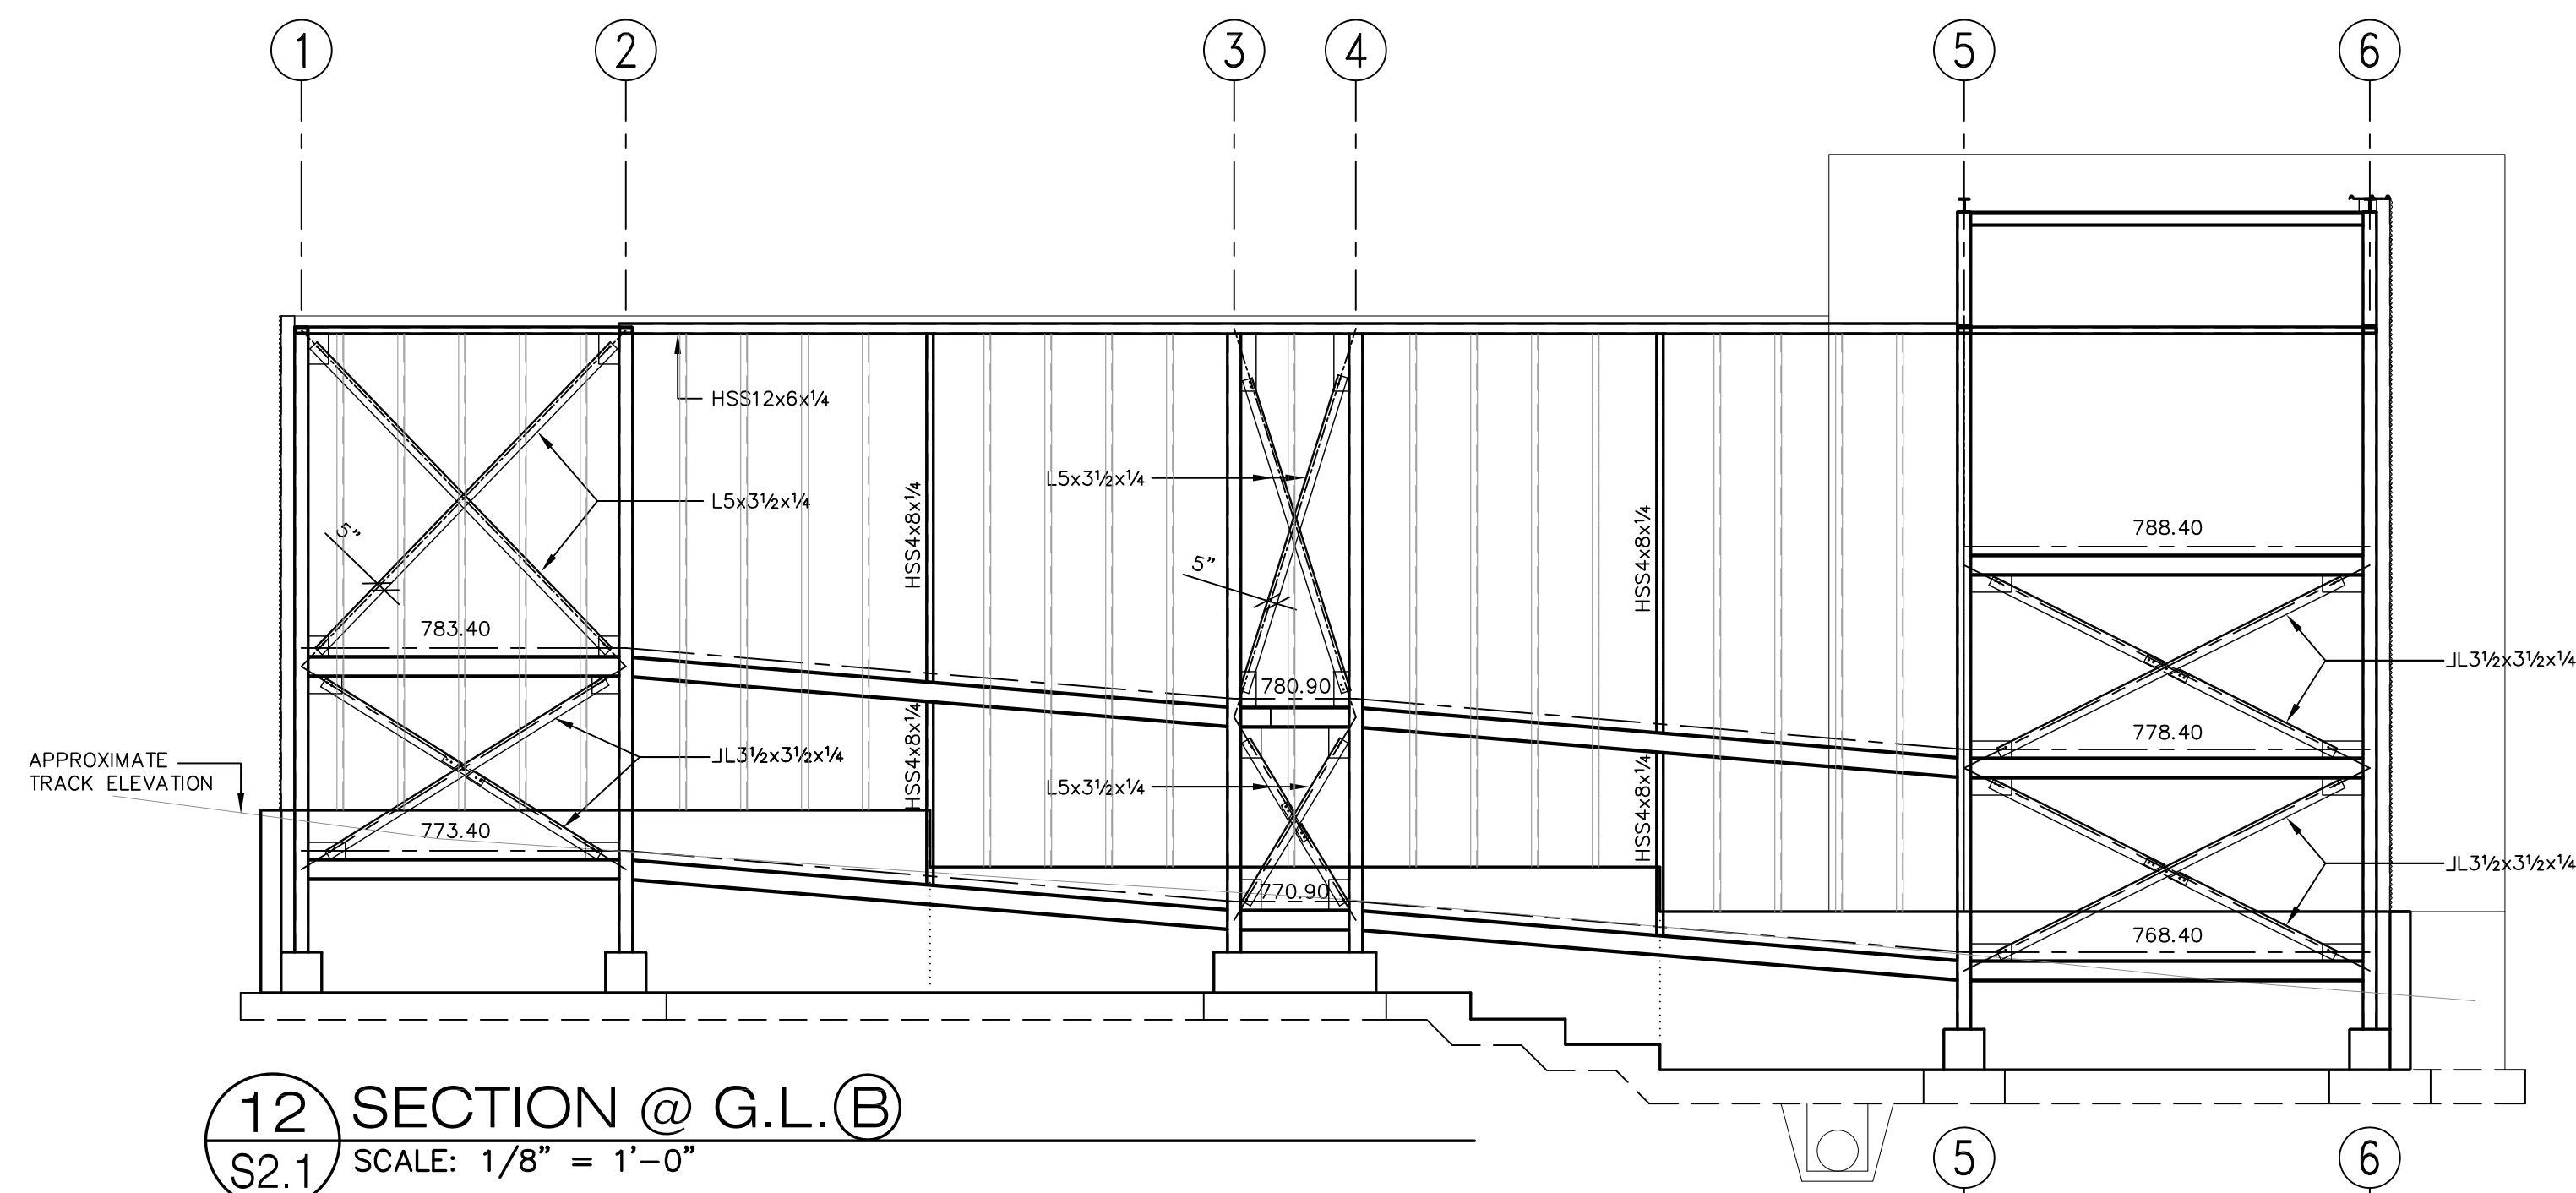 1 2 3 4 5 6
HSS12x6x¼
L5x3½x¼
5"
HSS4x8x¼
L5x3½x¼
5"
HSS4x8x¼
788.40
783.40
780.90
⅃L3½x3½x¼
778.40
HSS4x8x¼
HSS4x8x¼
⅃L3½x3½x¼
L5x3½x¼
APPROXIMATE
TRACK ELEVATION
773.40
770.90
⅃L3½x3½x¼
768.40
12 SECTION @ G.L. B
S2.1 SCALE: 1/8" = 1'-0"
5 6